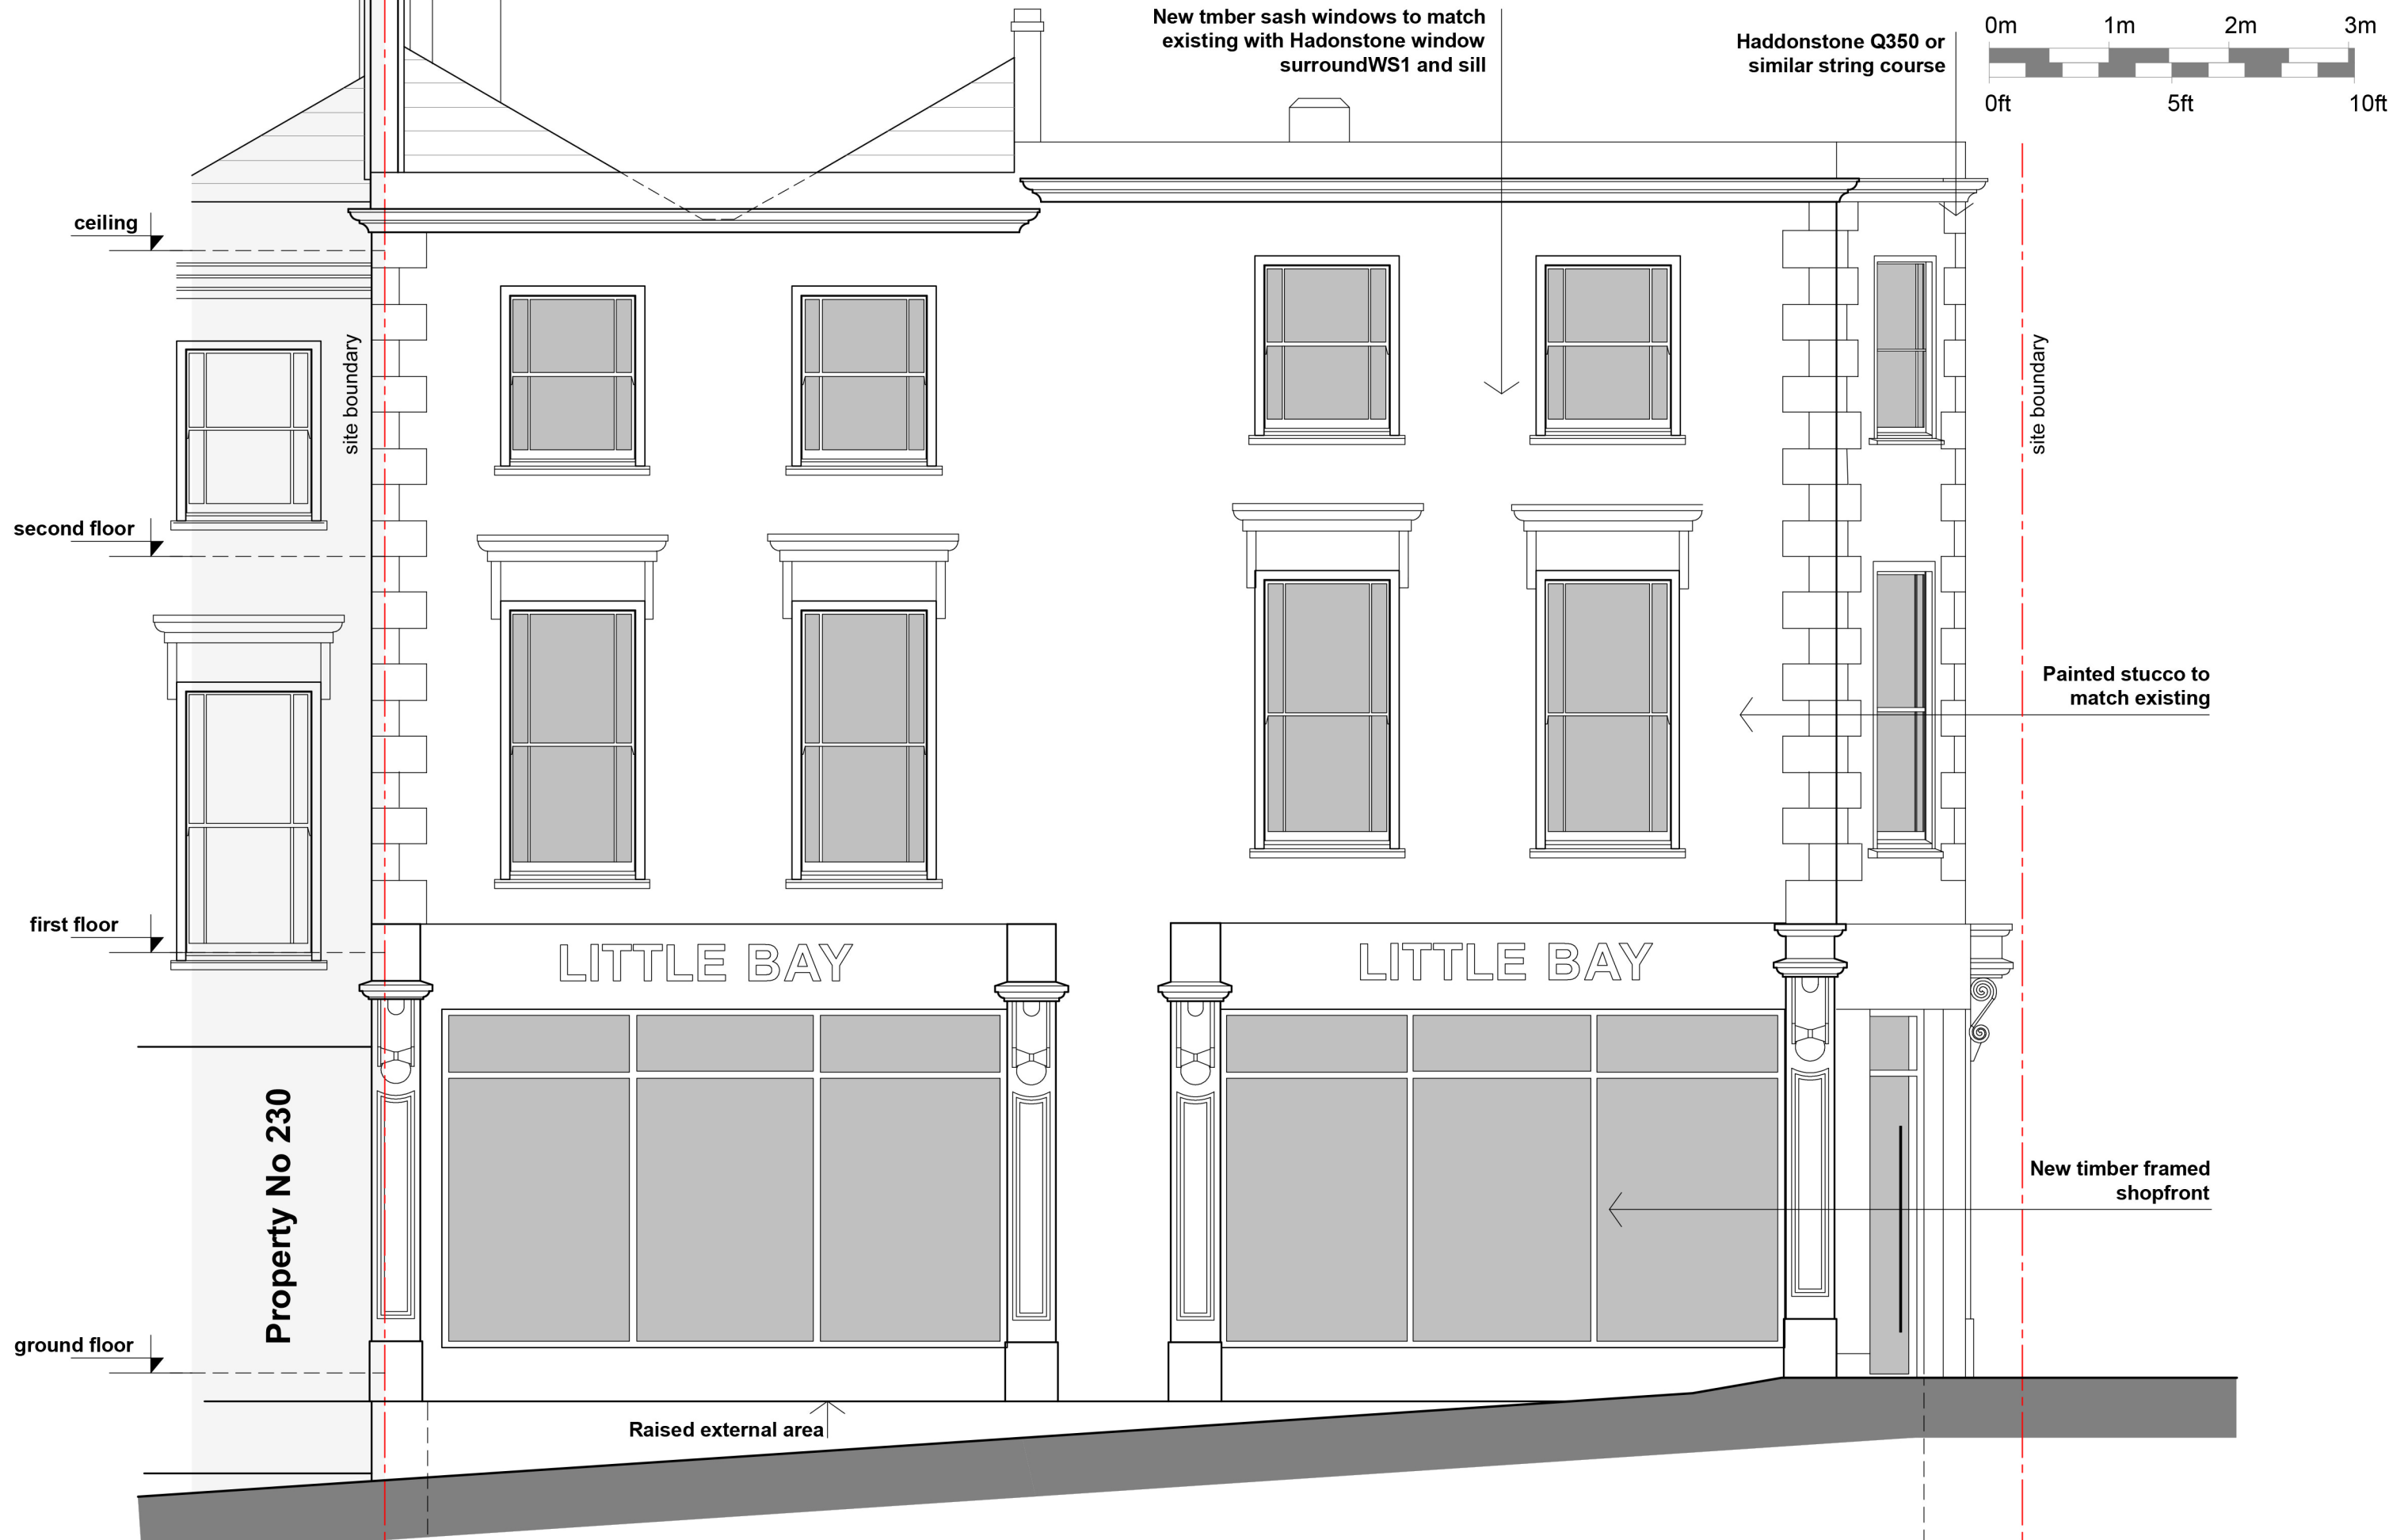 New tmber sash windows to match
existing with Hadonstone window
surroundWS1 and sill
Haddonstone Q350 or
similar string course
0m 1m 2m 3m
0ft 5ft 10ft
ceiling
site boundary
site boundary
second floor
Painted stucco to
match existing
first floor
LITTLE BAY
LITTLE BAY
Property No 230
New timber framed
shopfront
ground floor
Raised external area